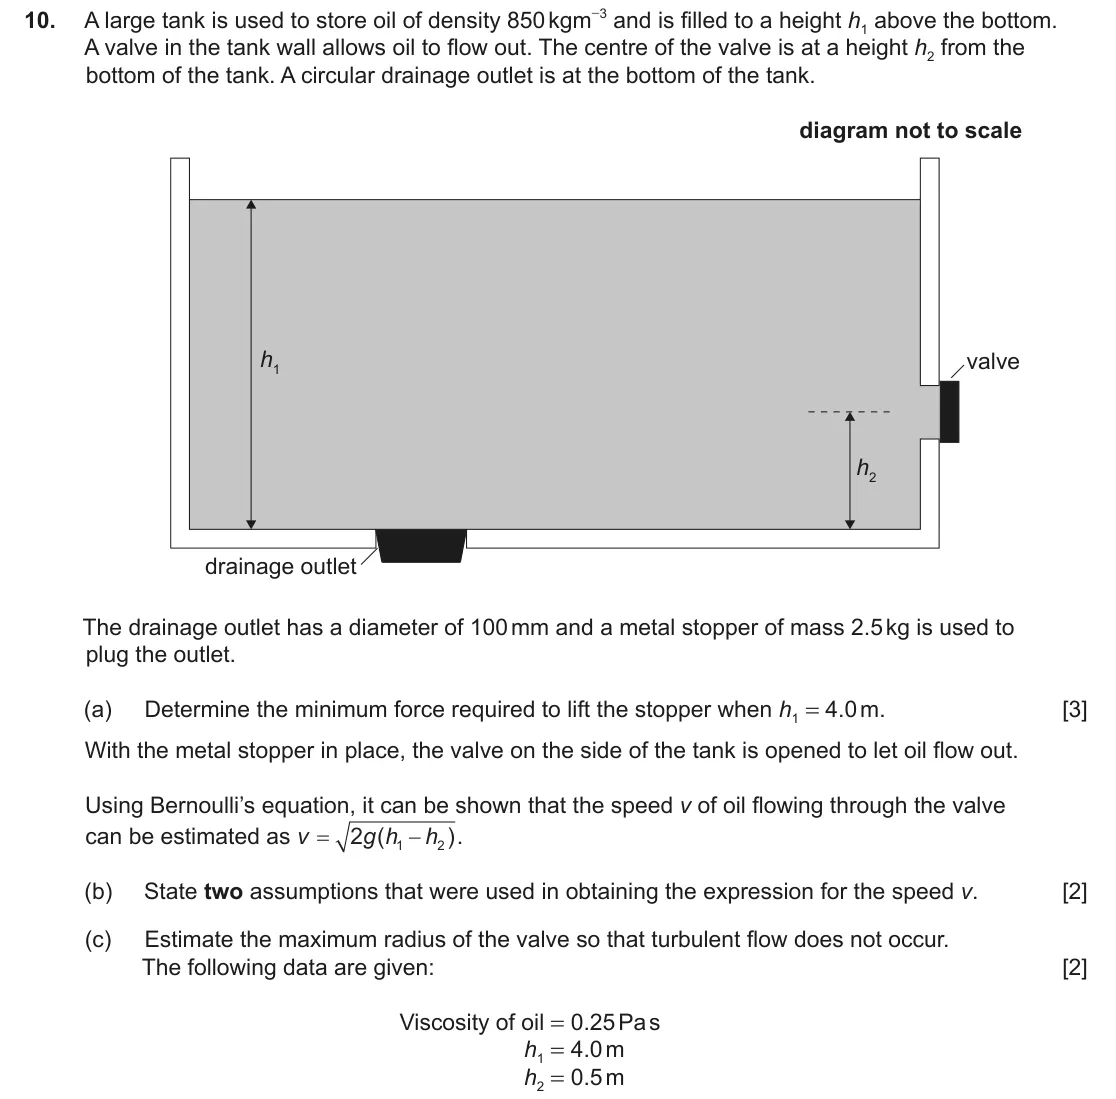 10. A large tank is used to store oil of density 850 kg m⁻³ and is filled to a height h₁ above the bottom.
A valve in the tank wall allows oil to flow out. The centre of the valve is at a height h₂ from the
bottom of the tank. A circular drainage outlet is at the bottom of the tank.
diagram not to scale
h₁
valve
h₂
drainage outlet
The drainage outlet has a diameter of 100 mm and a metal stopper of mass 2.5 kg is used to
plug the outlet.
(a) Determine the minimum force required to lift the stopper when h₁ = 4.0 m. [3]
With the metal stopper in place, the valve on the side of the tank is opened to let oil flow out.
Using Bernoulli's equation, it can be shown that the speed v of oil flowing through the valve
can be estimated as v = √2g(h₁ – h₂).
(b) State two assumptions that were used in obtaining the expression for the speed v. [2]
(c) Estimate the maximum radius of the valve so that turbulent flow does not occur.
The following data are given: [2]
Viscosity of oil = 0.25 Pa s
h₁ = 4.0 m
h₂ = 0.5 m